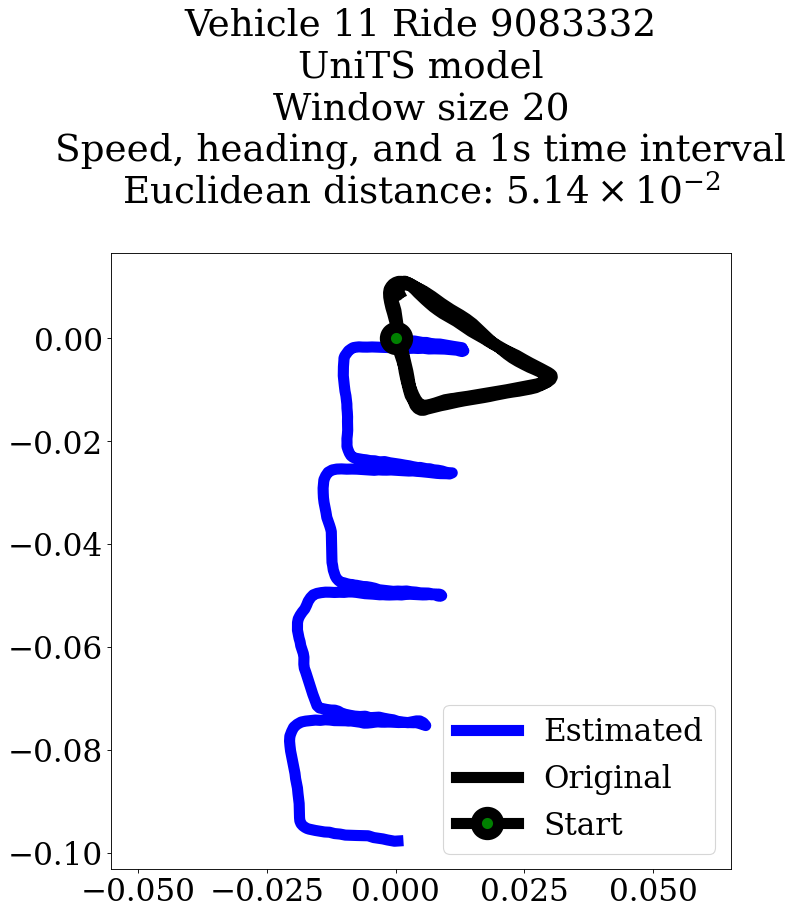 Vehicle 11 Ride 9083332
UniTS model
Window size 20
Speed, heading, and a 1s time interval
Euclidean distance: 5.14 × 10⁻²
0.00
−0.02
−0.04
−0.06
−0.08
−0.10
−0.050
−0.025
0.000
0.025
0.050
Estimated
Original
Start